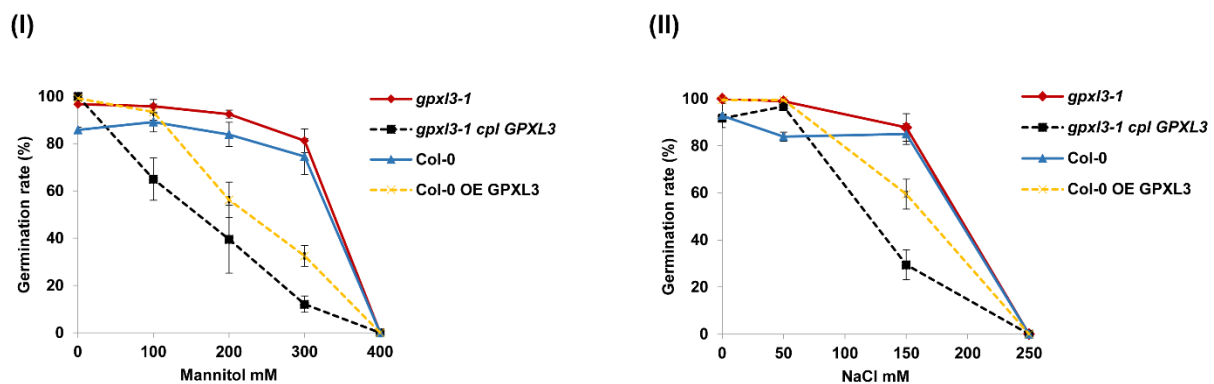 (I)
Germination rate (%)
100
80
60
40
20
0
0 100 200 300 400
Mannitol mM
gpxl3-1
gpxl3-1 cpl GPXL3
Col-0
Col-0 OE GPXL3
(II)
Germination rate (%)
100
80
60
40
20
0
0 50 100 150 200 250
NaCl mM
gpxl3-1
gpxl3-1 cpl GPXL3
Col-0
Col-0 OE GPXL3